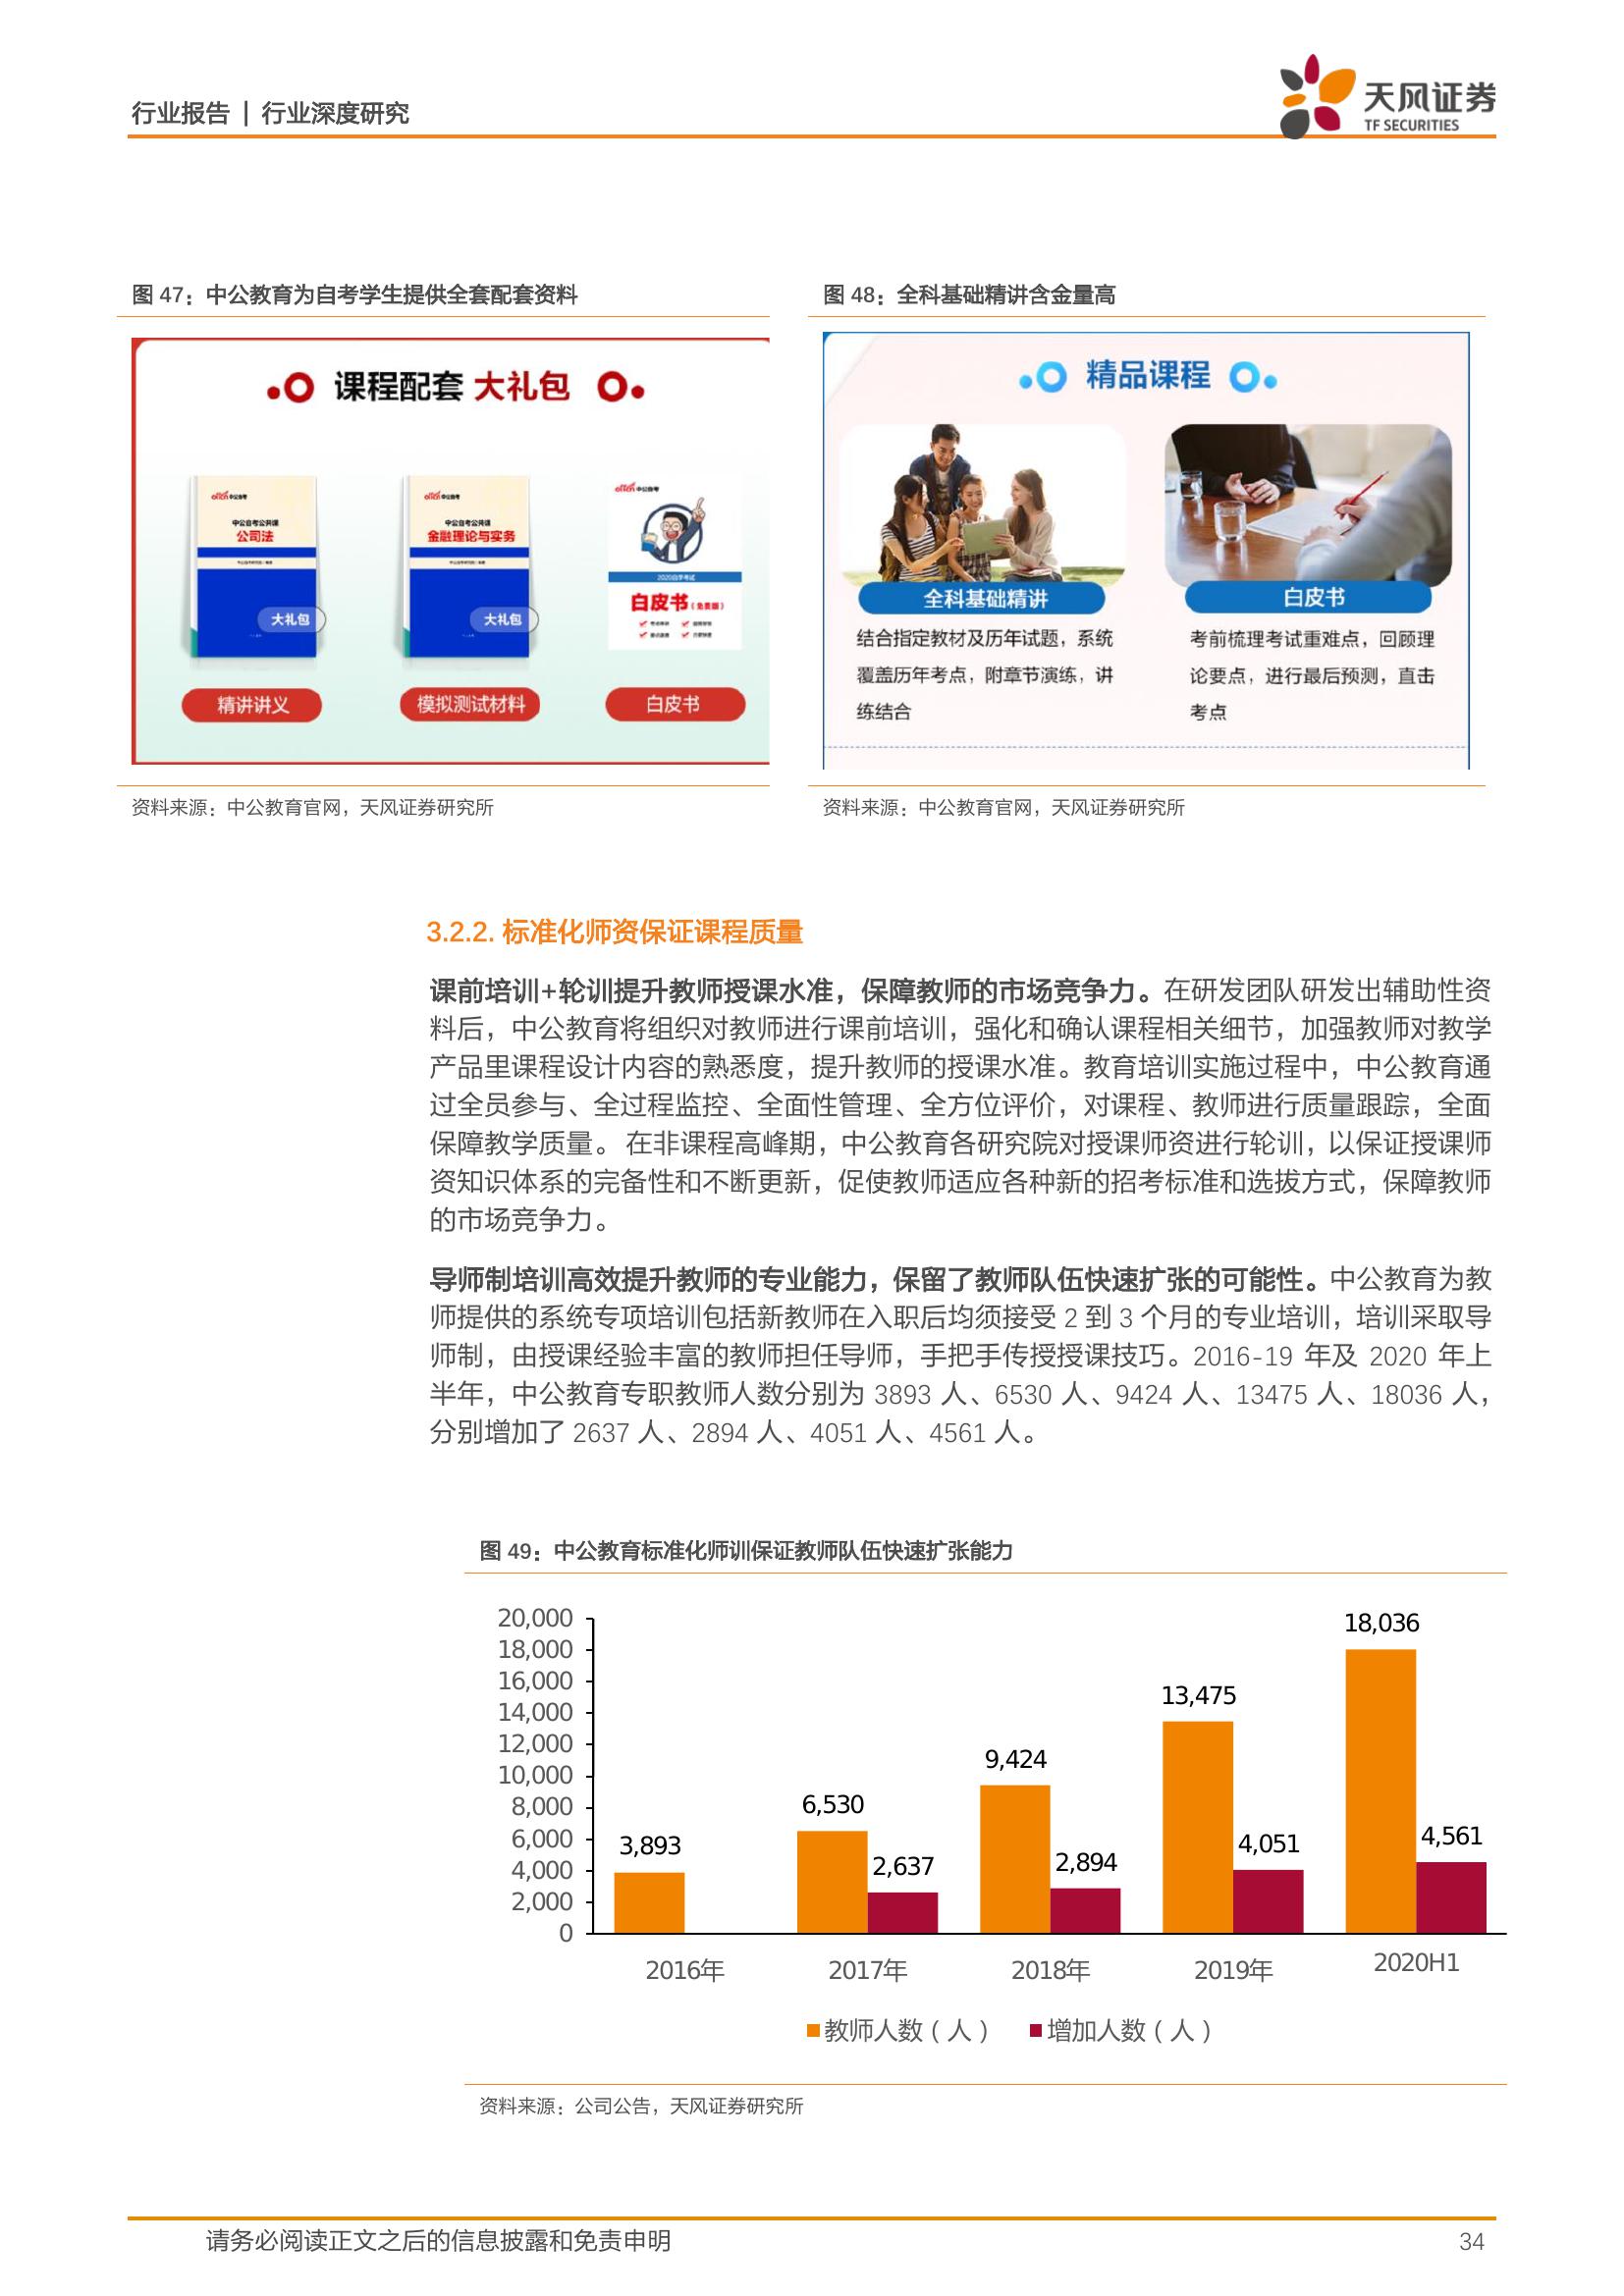 行业报告 | 行业深度研究
天风证券
TF SECURITIES
图 47：中公教育为自考学生提供全套配套资料
课程配套 大礼包
中公自考
中公自考公共课
公司法
大礼包
中公自考
中公自考公共课
金融理论与实务
大礼包
中公自考
2020自学考试
白皮书(免费圈)
精讲讲义
模拟测试材料
白皮书
资料来源：中公教育官网，天风证券研究所
图 48：全科基础精讲含金量高
精品课程
全科基础精讲
结合指定教材及历年试题，系统
覆盖历年考点，附章节演练，讲
练结合
白皮书
考前梳理考试重难点，回顾理
论要点，进行最后预测，直击
考点
资料来源：中公教育官网，天风证券研究所
3.2.2. 标准化师资保证课程质量
课前培训+轮训提升教师授课水准，保障教师的市场竞争力。在研发团队研发出辅助性资
料后，中公教育将组织对教师进行课前培训，强化和确认课程相关细节，加强教师对教学
产品里课程设计内容的熟悉度，提升教师的授课水准。教育培训实施过程中，中公教育通
过全员参与、全过程监控、全面性管理、全方位评价，对课程、教师进行质量跟踪，全面
保障教学质量。 在非课程高峰期，中公教育各研究院对授课师资进行轮训，以保证授课师
资知识体系的完备性和不断更新，促使教师适应各种新的招考标准和选拔方式，保障教师
的市场竞争力。
导师制培训高效提升教师的专业能力，保留了教师队伍快速扩张的可能性。中公教育为教
师提供的系统专项培训包括新教师在入职后均须接受 2 到 3 个月的专业培训，培训采取导
师制，由授课经验丰富的教师担任导师，手把手传授授课技巧。2016-19 年及 2020 年上
半年，中公教育专职教师人数分别为 3893 人、6530 人、9424 人、13475 人、18036 人，
分别增加了 2637 人、2894 人、4051 人、4561 人。
图 49：中公教育标准化师训保证教师队伍快速扩张能力
20,000
18,000
16,000
14,000
12,000
10,000
8,000
6,000
4,000
2,000
0
3,893
6,530
2,637
9,424
2,894
13,475
4,051
18,036
4,561
2016年
2017年
2018年
2019年
2020H1
教师人数（人）
增加人数（人）
资料来源：公司公告，天风证券研究所
请务必阅读正文之后的信息披露和免责申明
34